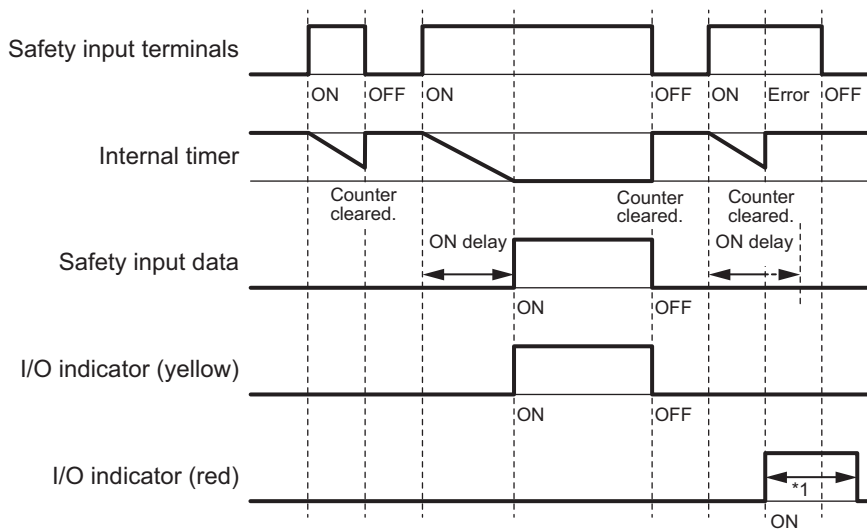 Safety input terminals
ON OFF ON OFF ON Error OFF
Internal timer
Counter cleared.
Counter cleared.
Counter cleared.
ON delay
ON delay
Safety input data
ON OFF
I/O indicator (yellow)
ON OFF
I/O indicator (red)
*1
ON